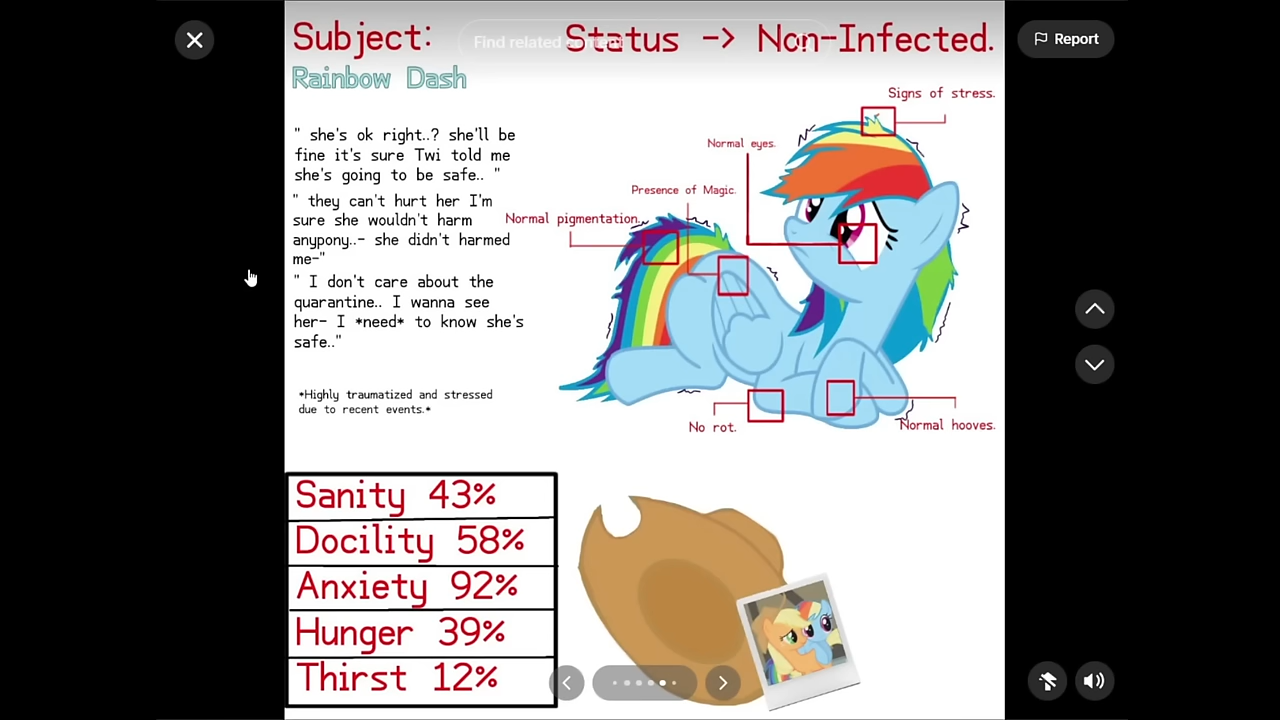 Subject:
Status -> Non-Infected.
Find related content
Report
Rainbow Dash
Signs of stress.
Normal eyes.
Presence of Magic.
Normal pigmentation.
" she's ok right..? she'll be
fine it's sure Twi told me
she's going to be safe.. "
" they can't hurt her I'm
sure she wouldn't harm
anypony..- she didn't harmed
me-"
" I don't care about the
quarantine.. I wanna see
her- I *need* to know she's
safe.."
*Highly traumatized and stressed
due to recent events.*
No rot.
Normal hooves.
Sanity 43%
Docility 58%
Anxiety 92%
Hunger 39%
Thirst 12%